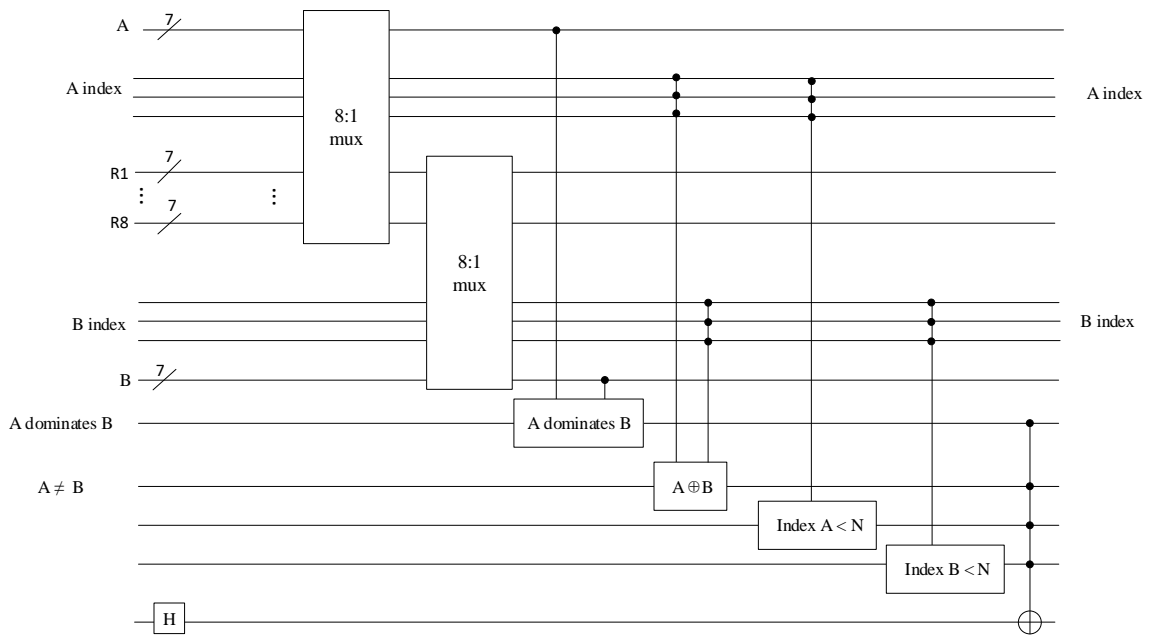 A 7
A index
8:1
mux
A index
R1 7
⋮ ⋮
R8 7
8:1
mux
B index
B index
B 7
A dominates B
A dominates B
A ≠ B
A⊕B
Index A < N
Index B < N
H